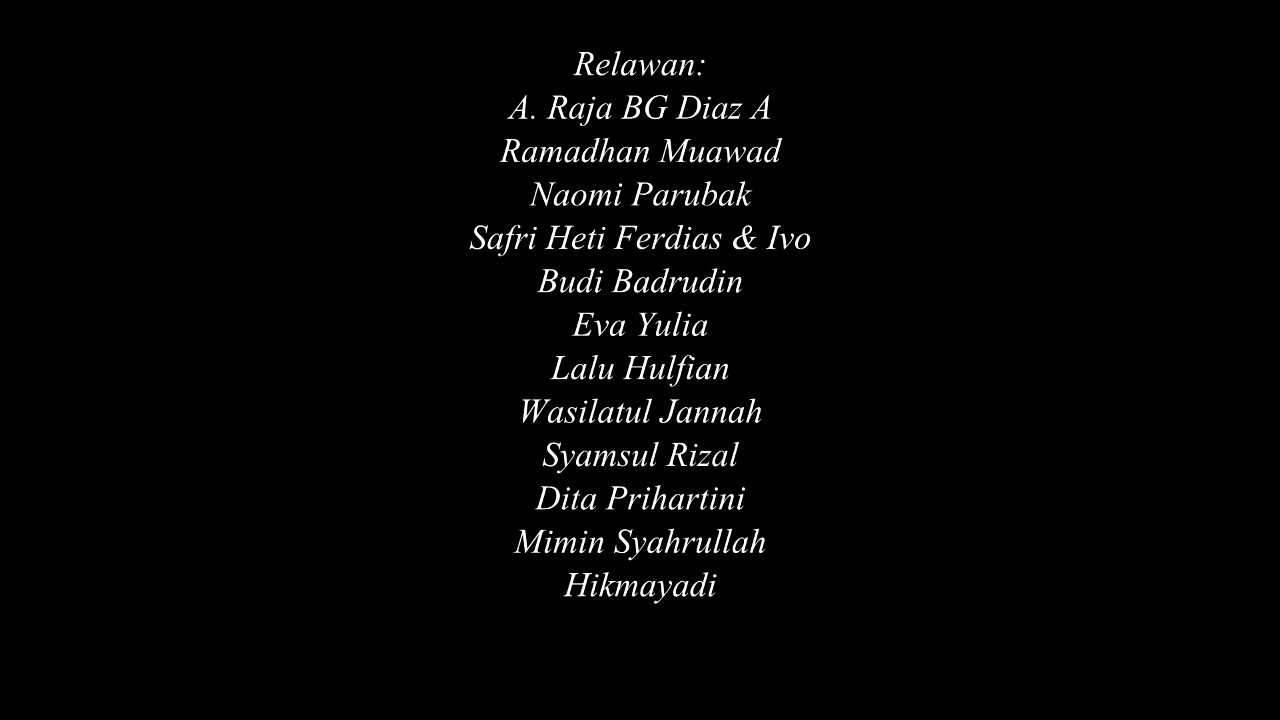 Relawan:
A. Raja BG Diaz A
Ramadhan Muawad
Naomi Parubak
Safri Heti Ferdias & Ivo
Budi Badrudin
Eva Yulia
Lalu Hulfian
Wasilatul Jannah
Syamsul Rizal
Dita Prihartini
Mimin Syahrullah
Hikmayadi